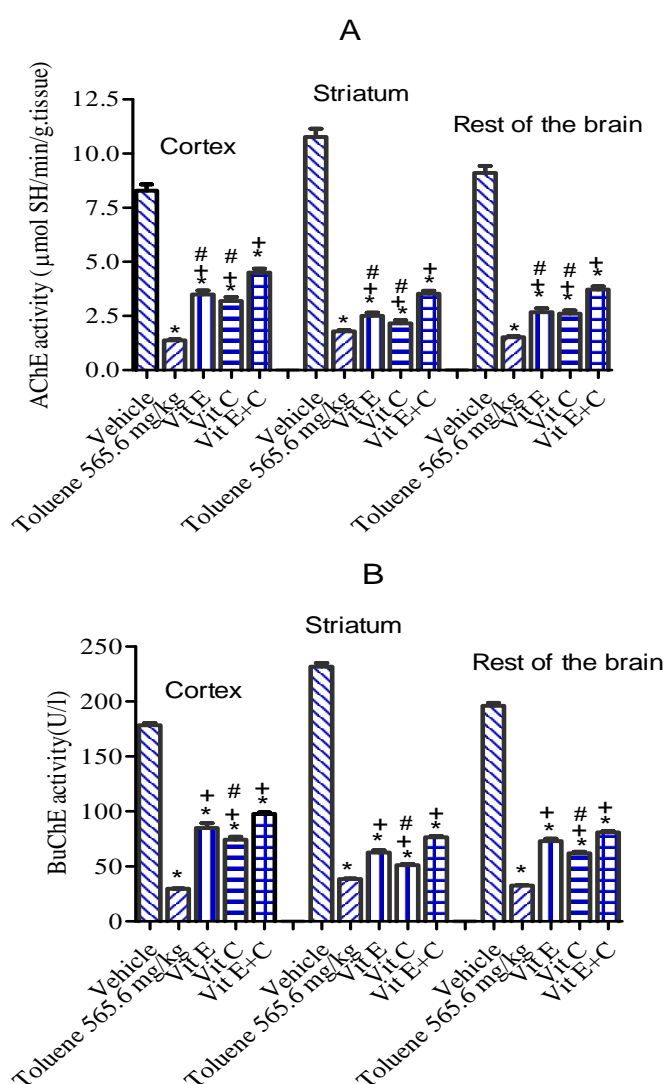 A
AChE activity ( μmol SH/min/g.tissue)
12.5
10.0
7.5
5.0
2.5
0.0
Cortex
Striatum
Rest of the brain
*
#
+
*
#
+
*
+
*
*
#
+
*
#
+
*
+
*
*
#
+
*
#
+
*
+
*
Vehicle
Toluene 565.6 mg/kg
Vit E
Vit C
Vit E+C
Vehicle
Toluene 565.6 mg/kg
Vit E
Vit C
Vit E+C
Vehicle
Toluene 565.6 mg/kg
Vit E
Vit C
Vit E+C
B
BuChE activity(U/l)
250
200
150
100
50
0
Cortex
Striatum
Rest of the brain
*
+
*
#
+
*
+
*
*
+
*
#
+
*
+
*
*
+
*
#
+
*
+
*
Vehicle
Toluene 565.6 mg/kg
Vit E
Vit C
Vit E+C
Vehicle
Toluene 565.6 mg/kg
Vit E
Vit C
Vit E+C
Vehicle
Toluene 565.6 mg/kg
Vit E
Vit C
Vit E+C